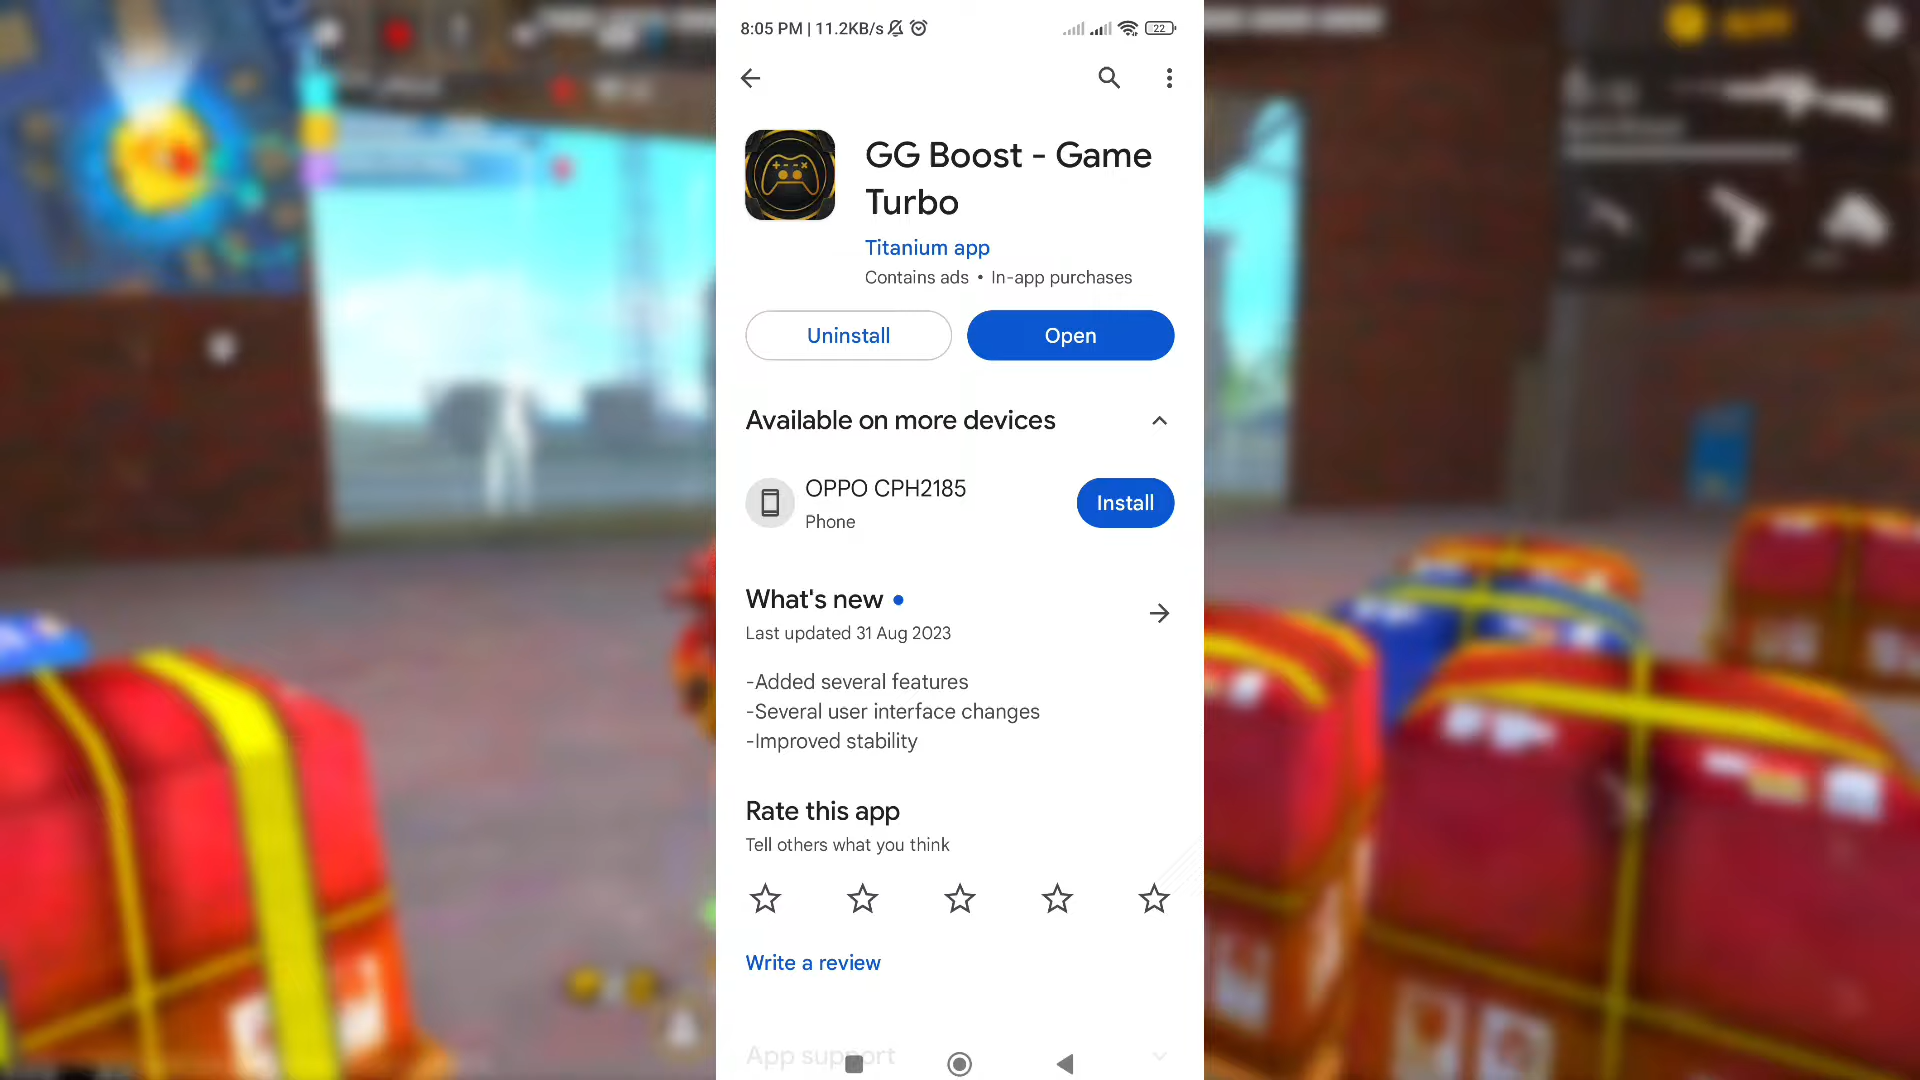 8:05 PM | 11.2KB/s
22
GG Boost - Game
Turbo
Titanium app
Contains ads • In-app purchases
Uninstall
Open
Available on more devices
OPPO CPH2185
Phone
Install
What's new
Last updated 31 Aug 2023
-Added several features
-Several user interface changes
-Improved stability
Rate this app
Tell others what you think
Write a review
App support